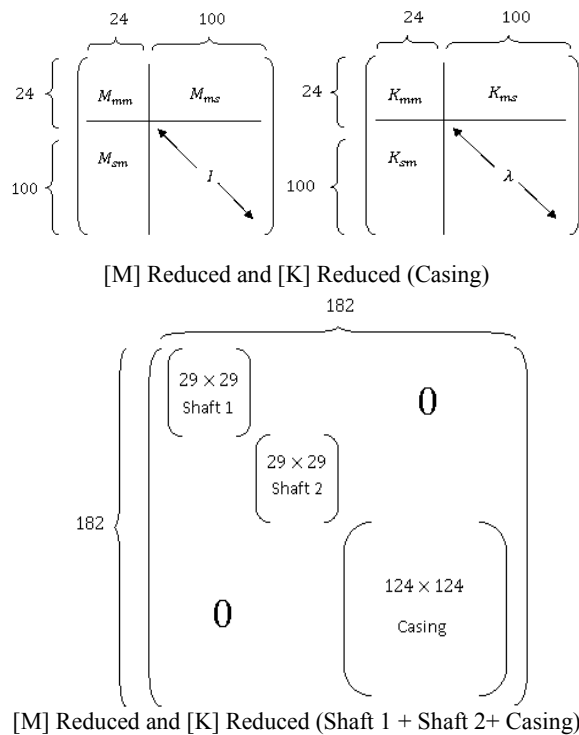 24 100 24 100
24 M_mm M_ms 24 K_mm K_ms
100 M_sm I 100 K_sm λ
[M] Reduced and [K] Reduced (Casing)
182
29 × 29
Shaft 1
0
29 × 29
Shaft 2
182
124 × 124
0
Casing
[M] Reduced and [K] Reduced (Shaft 1 + Shaft 2+ Casing)